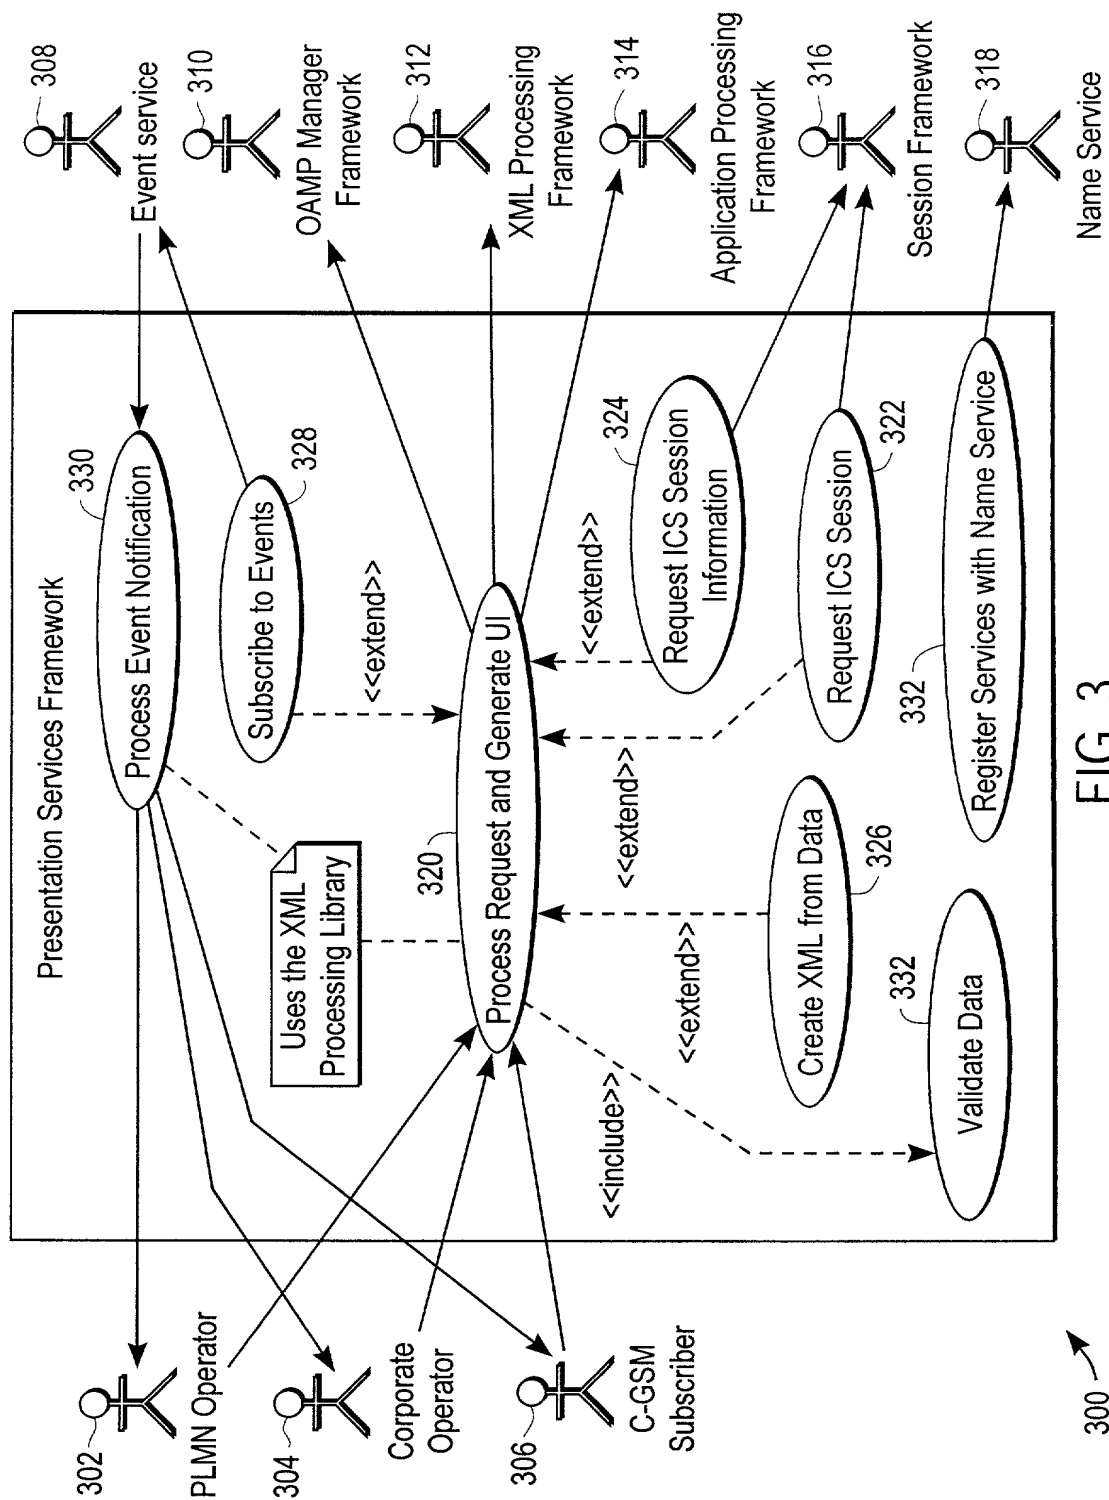 Presentation Services Framework
302
PLMN Operator
304
Corporate
Operator
306
C-GSM
Subscriber
330
Process Event Notification
Subscribe to Events
328
<<extend>>
Uses the XML
Processing Library
320
Process Request and Generate UI
<<extend>>
324
Request ICS Session
Information
<<extend>>
Request ICS Session
322
<<extend>>
Create XML from Data
326
<<include>>
332
Validate Data
332
Register Services with Name Service
308
Event service
310
OAMP Manager
Framework
312
XML Processing
Framework
314
Application Processing
Framework
316
Session Framework
318
Name Service
300
FIG. 3